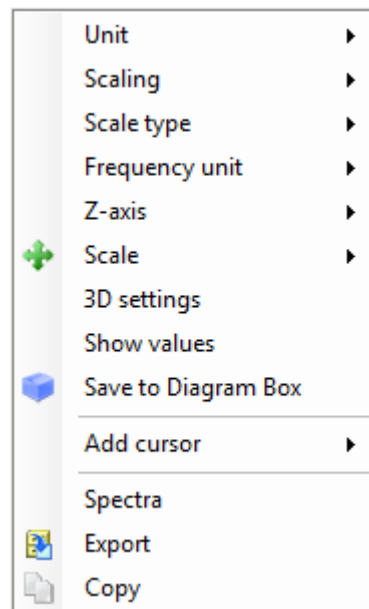 Unit
Scaling
Scale type
Frequency unit
Z-axis
Scale
3D settings
Show values
Save to Diagram Box
Add cursor
Spectra
Export
Copy